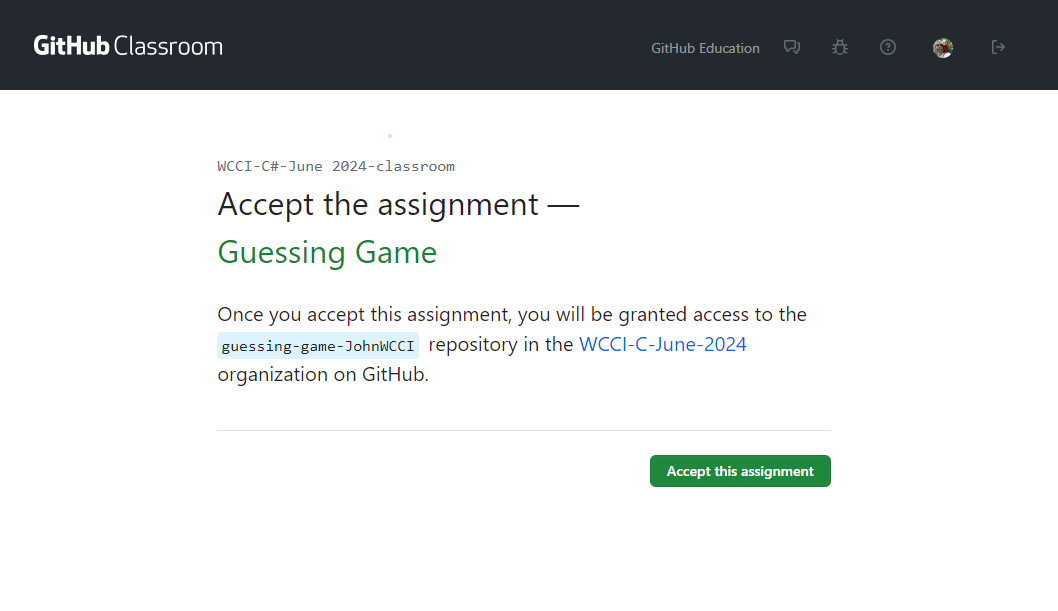 GitHub Classroom
GitHub Education
WCCI-C#-June 2024-classroom
Accept the assignment —
Guessing Game
Once you accept this assignment, you will be granted access to the
guessing-game-JohnWCCI repository in the WCCI-C-June-2024
organization on GitHub.
Accept this assignment